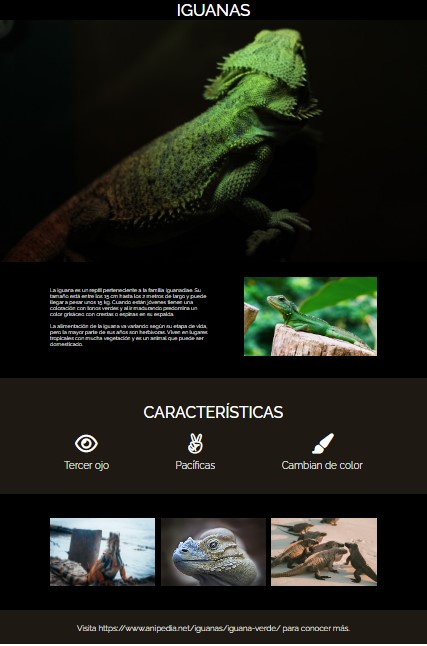 IGUANAS
La iguana es un reptil perteneciente a la familia iguanadiae. Su
tamaño está entre los 15 cm hasta los 2 metros de largo y puede
llegar a pesar unos 15 kg. Cuando están jóvenes tienen una
coloración con tonos verdes y al ir madurando predomina un
color grisáceo con crestas o espinas en su espalda.
La alimentación de la iguana va variando según su etapa de vida,
pero la mayor parte de sus años son herbívoras. Viven en lugares
tropicales con mucha vegetación y es un animal que puede ser
domesticado.
CARACTERÍSTICAS
Tercer ojo
Pacíficas
Cambian de color
Visita https://www.anipedia.net/iguanas/iguana-verde/ para conocer más.